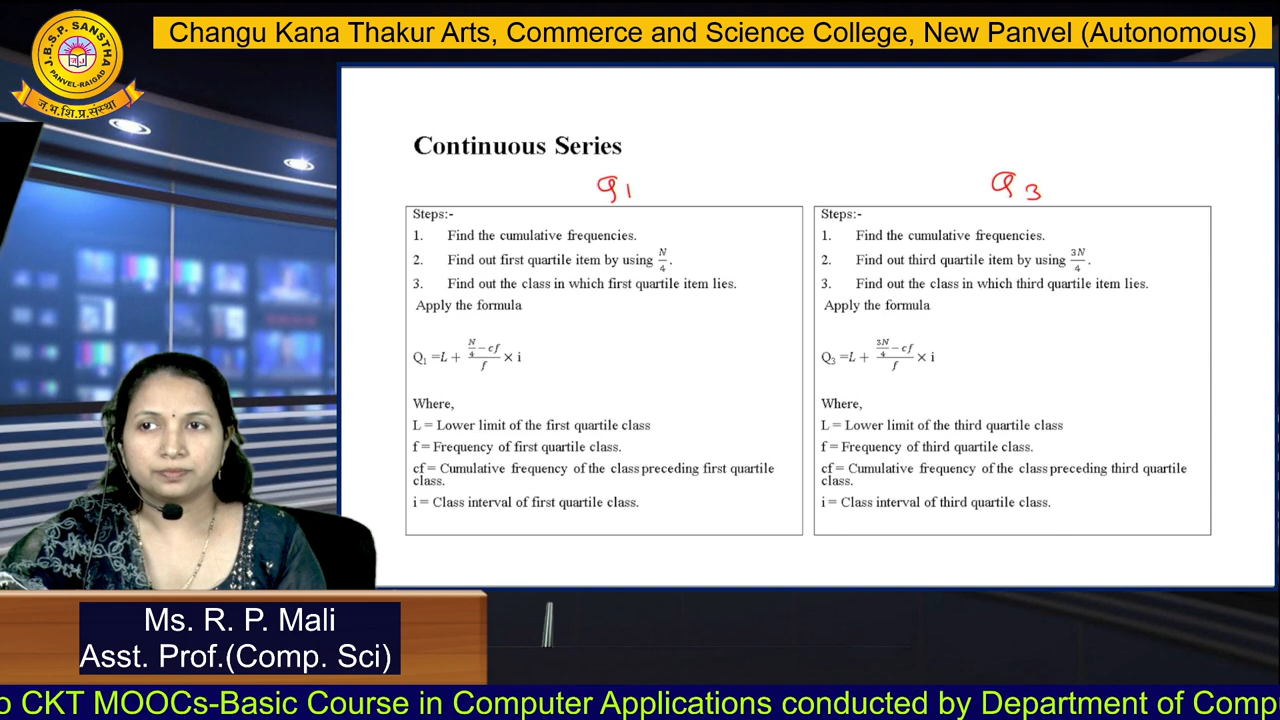 Changu Kana Thakur Arts, Commerce and Science College, New Panvel (Autonomous)
J.B.S.P. SANSTHA
PANVEL-RAIGAD
ज.भ.शि.प्र.संस्था
Continuous Series
Q1
Steps:-
1. Find the cumulative frequencies.
2. Find out first quartile item by using N/4.
3. Find out the class in which first quartile item lies.
Apply the formula
Q₁ =L + (N/4 − cf)/f × i
Where,
L = Lower limit of the first quartile class
f = Frequency of first quartile class.
cf = Cumulative frequency of the class preceding first quartile
class.
i = Class interval of first quartile class.
Q3
Steps:-
1. Find the cumulative frequencies.
2. Find out third quartile item by using 3N/4.
3. Find out the class in which third quartile item lies.
Apply the formula
Q₃ =L + (3N/4 − cf)/f × i
Where,
L = Lower limit of the third quartile class
f = Frequency of third quartile class.
cf = Cumulative frequency of the class preceding third quartile
class.
i = Class interval of third quartile class.
Ms. R. P. Mali
Asst. Prof.(Comp. Sci)
o CKT MOOCs-Basic Course in Computer Applications conducted by Department of Comp